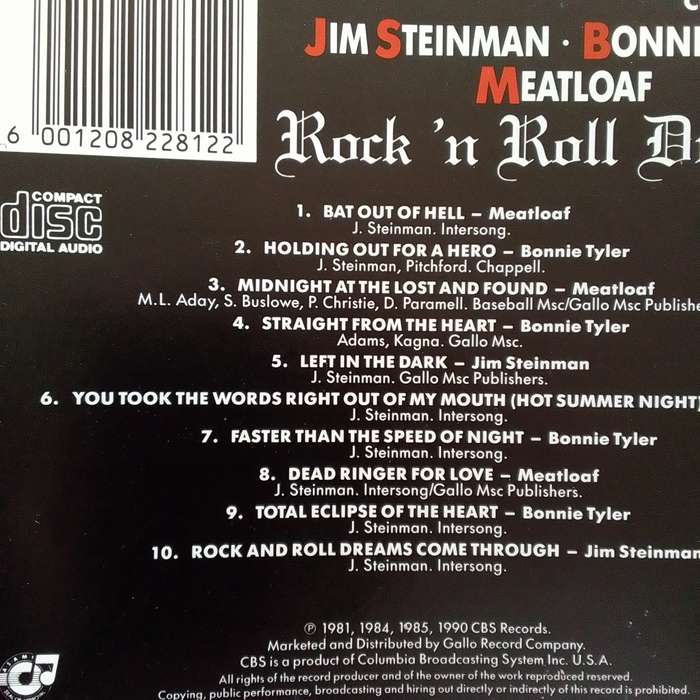 C
JIM STEINMAN · BONNI
MEATLOAF
6 001208 228122
Rock 'n Roll Dr
COMPACT
disc
DIGITAL AUDIO
1. BAT OUT OF HELL – Meatloaf
J. Steinman. Intersong.
2. HOLDING OUT FOR A HERO – Bonnie Tyler
J. Steinman, Pitchford. Chappell.
3. MIDNIGHT AT THE LOST AND FOUND – Meatloaf
M.L. Aday, S. Buslowe, P. Christie, D. Paramell. Baseball Msc/Gallo Msc Publishe
4. STRAIGHT FROM THE HEART – Bonnie Tyler
Adams, Kagna. Gallo Msc.
5. LEFT IN THE DARK – Jim Steinman
J. Steinman. Gallo Msc Publishers.
6. YOU TOOK THE WORDS RIGHT OUT OF MY MOUTH (HOT SUMMER NIGHT)
J. Steinman. Intersong.
7. FASTER THAN THE SPEED OF NIGHT – Bonnie Tyler
J. Steinman. Intersong.
8. DEAD RINGER FOR LOVE – Meatloaf
J. Steinman. Intersong/Gallo Msc Publishers.
9. TOTAL ECLIPSE OF THE HEART – Bonnie Tyler
J. Steinman. Intersong.
10. ROCK AND ROLL DREAMS COME THROUGH – Jim Steinman
J. Steinman. Intersong.
℗ 1981, 1984, 1985, 1990 CBS Records.
Marketed and Distributed by Gallo Record Company.
CBS is a product of Columbia Broadcasting System Inc. U.S.A.
All rights of the record producer and of the owner of the work reproduced reserved.
Copying, public performance, broadcasting and hiring out directly or indirectly of this record is prohibited.